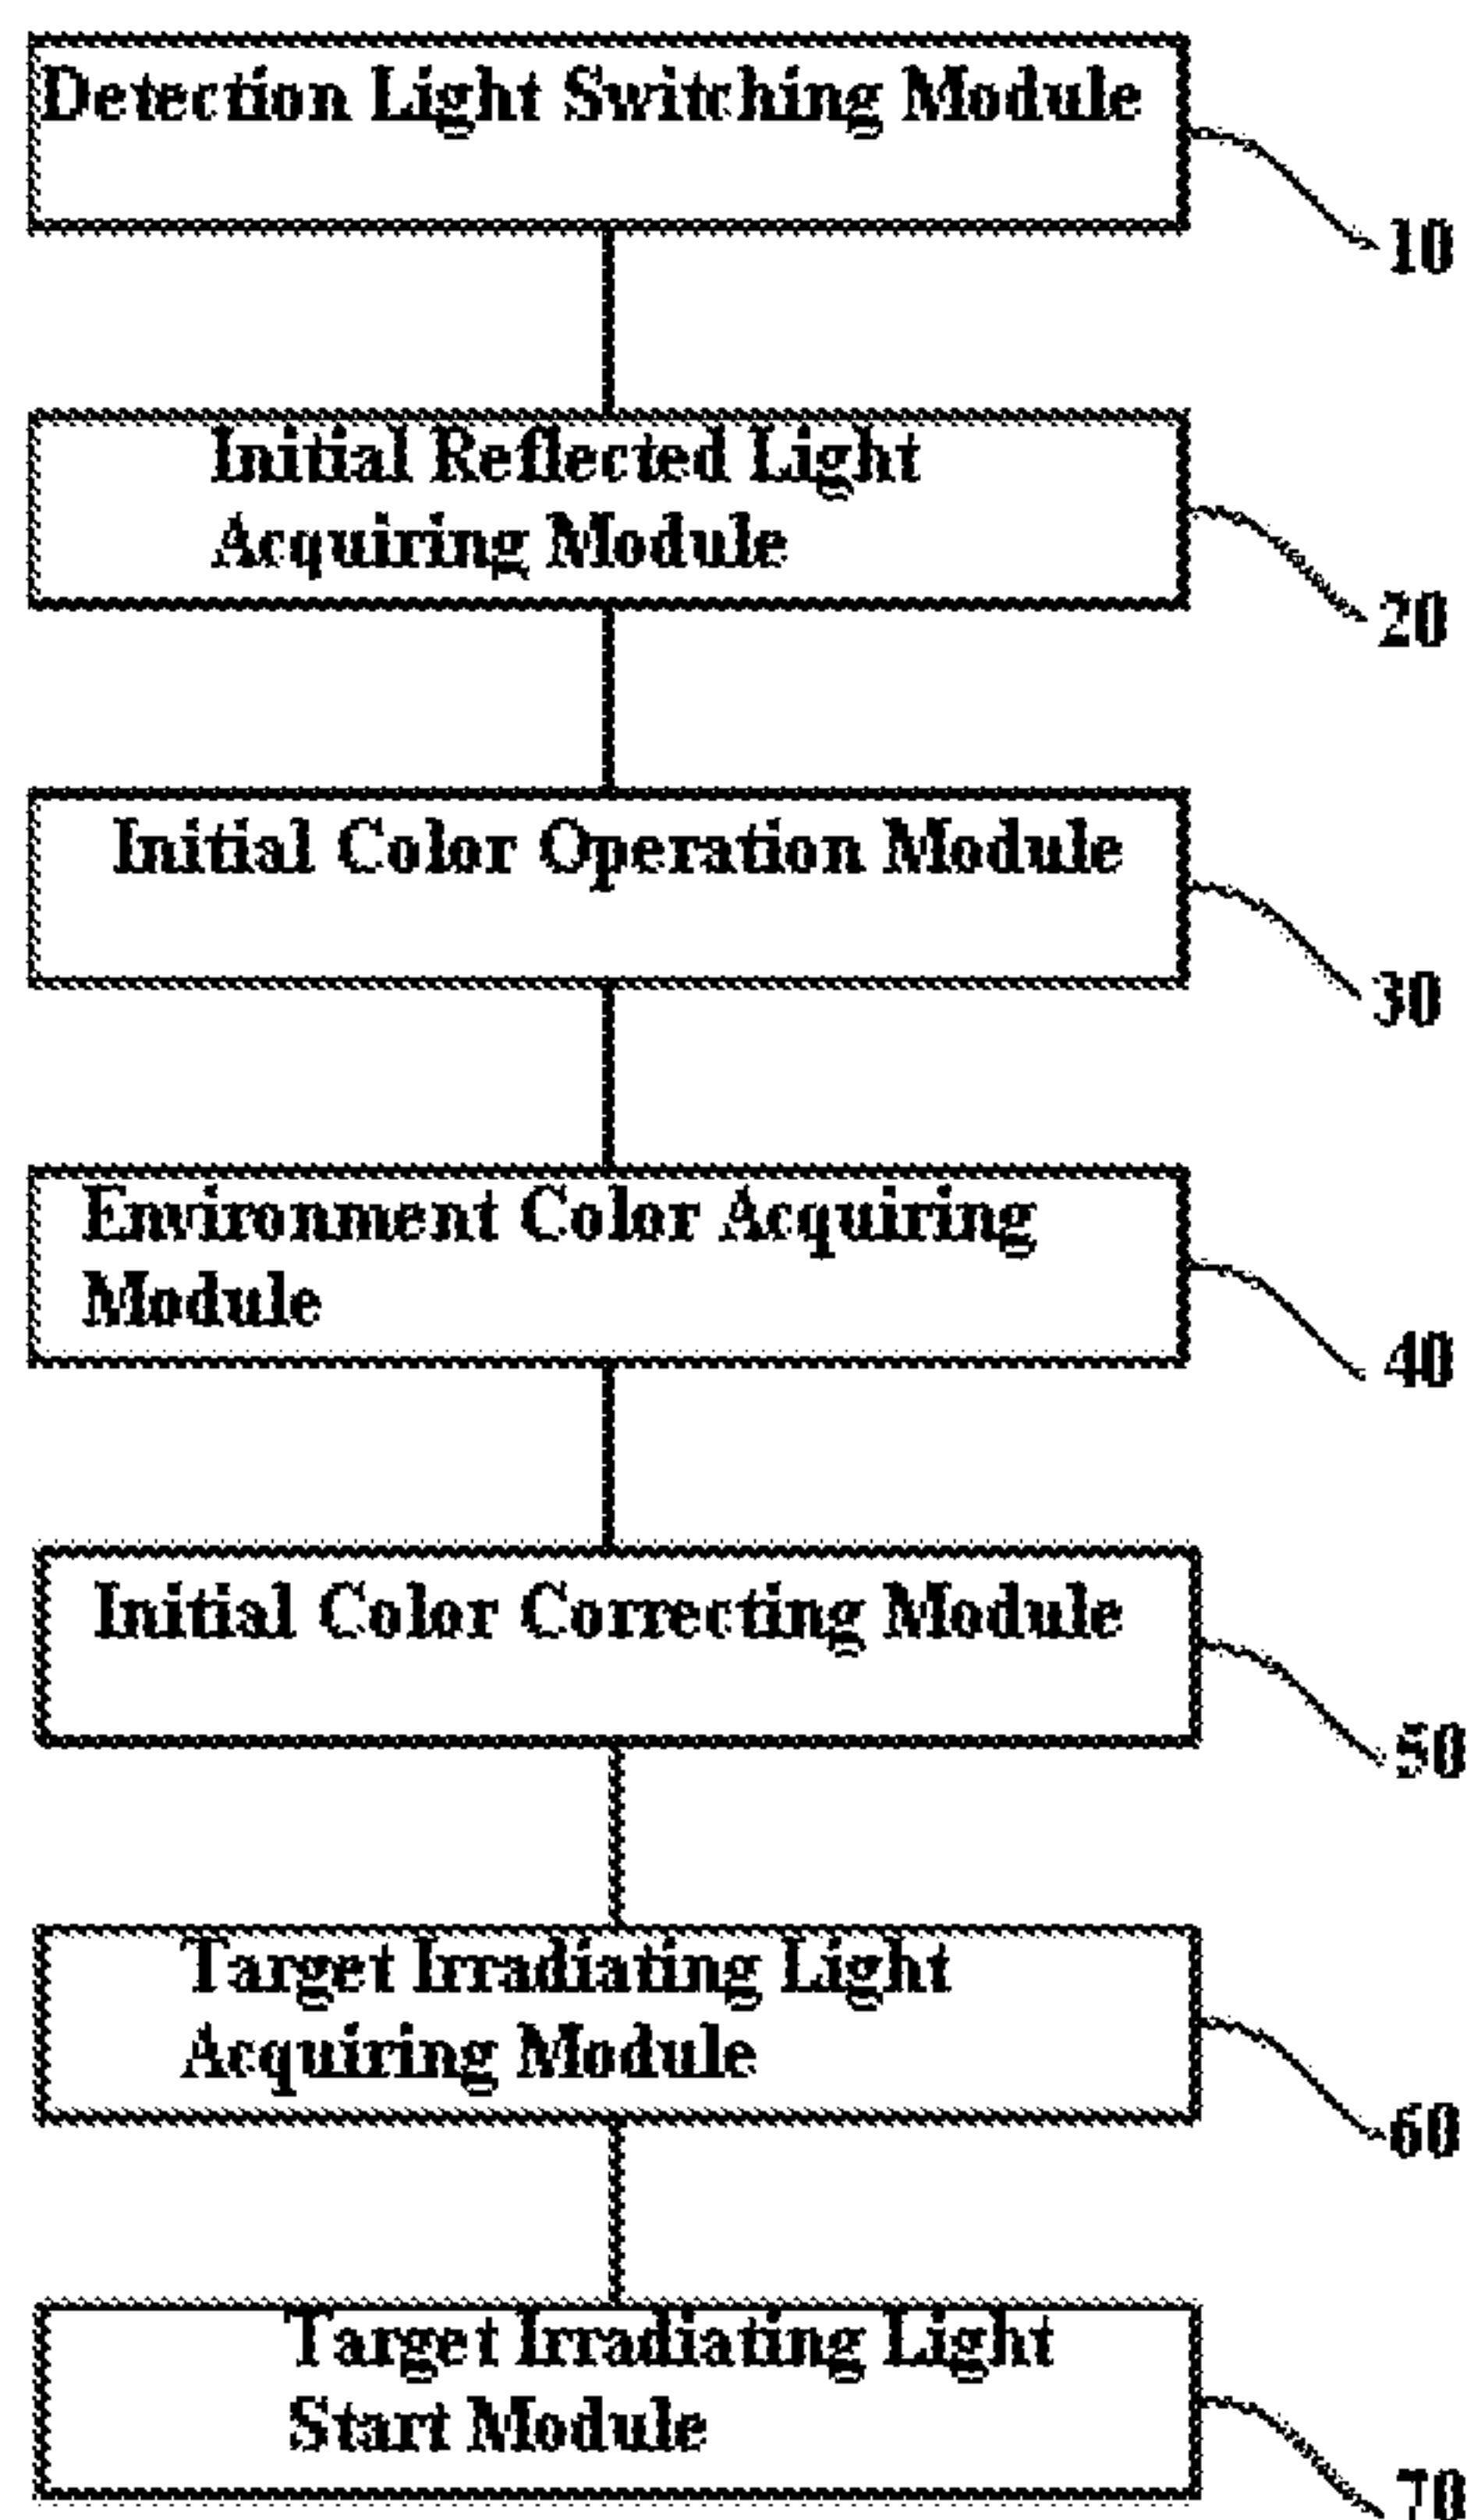 Detection Light Switching Module
10
Initial Reflected Light
Acquiring Module
20
Initial Color Operation Module
30
Environment Color Acquiring
Module
40
Initial Color Correcting Module
50
Target Irradiating Light
Acquiring Module
60
Target Irradiating Light
Start Module
70